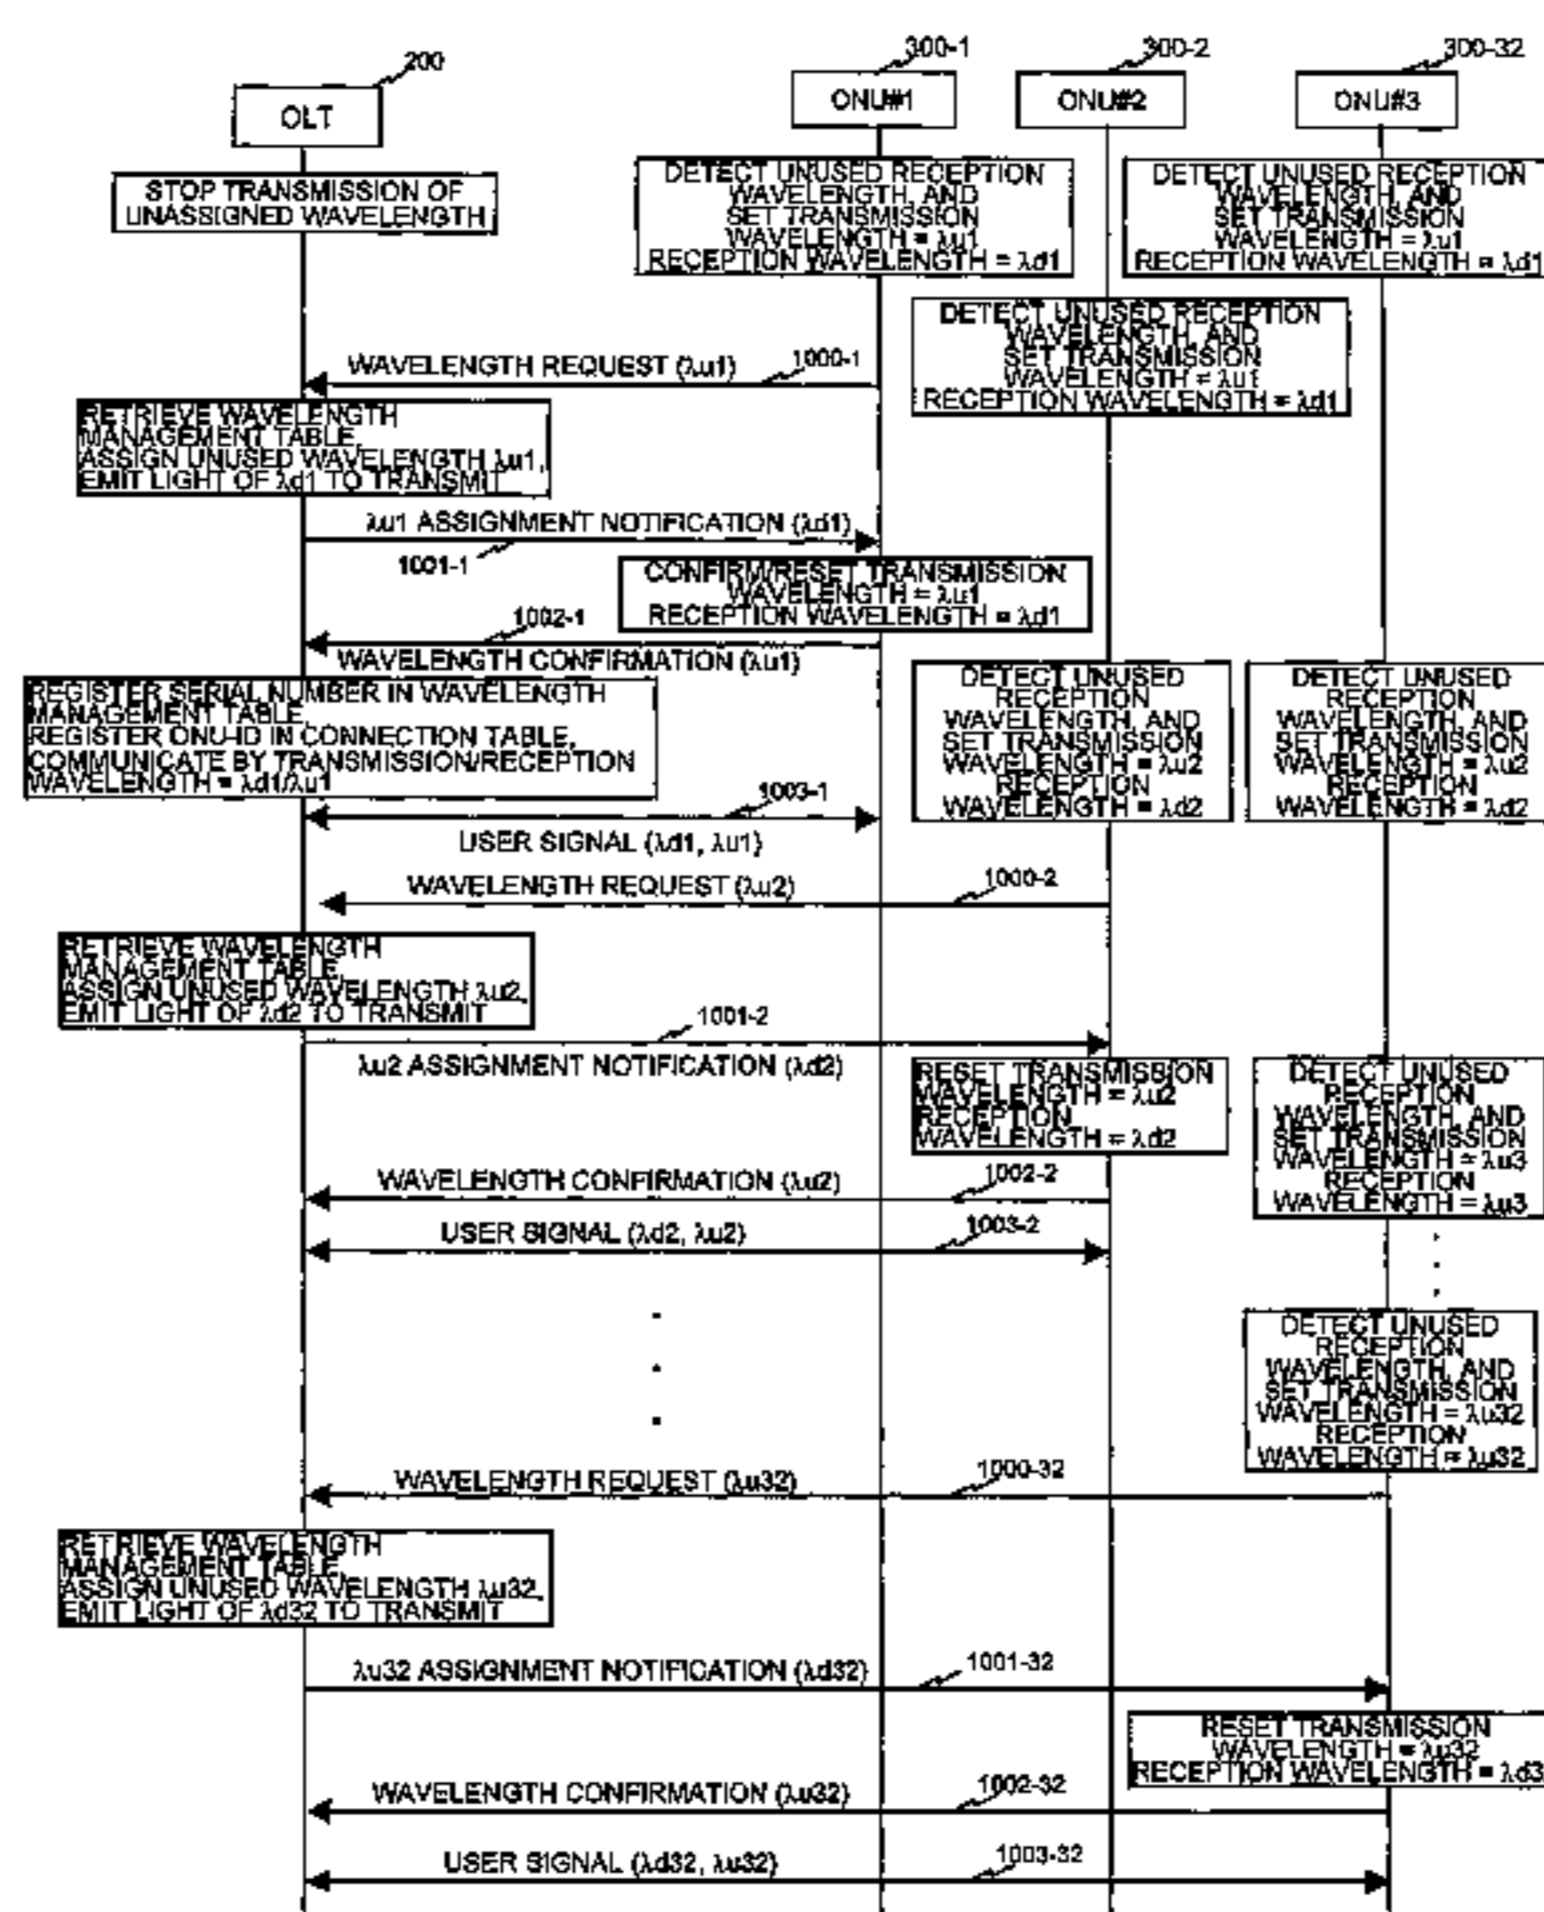 200
300-1
300-2
300-32
OLT
ONU#1
ONU#2
ONU#3
STOP TRANSMISSION OF
UNASSIGNED WAVELENGTH
DETECT UNUSED RECEPTION
WAVELENGTH, AND
SET TRANSMISSION
WAVELENGTH = λu1
RECEPTION WAVELENGTH = λd1
DETECT UNUSED RECEPTION
WAVELENGTH, AND
SET TRANSMISSION
WAVELENGTH = λu1
RECEPTION WAVELENGTH = λd1
DETECT UNUSED RECEPTION
WAVELENGTH, AND
SET TRANSMISSION
WAVELENGTH = λu1
RECEPTION WAVELENGTH = λd1
WAVELENGTH REQUEST (λu1)
1000-1
RETRIEVE WAVELENGTH
MANAGEMENT TABLE,
ASSIGN UNUSED WAVELENGTH λu1,
EMIT LIGHT OF λd1 TO TRANSMIT
λu1 ASSIGNMENT NOTIFICATION (λd1)
1001-1
CONFIRM/RESET TRANSMISSION
WAVELENGTH = λu1
RECEPTION WAVELENGTH = λd1
1002-1
WAVELENGTH CONFIRMATION (λu1)
REGISTER SERIAL NUMBER IN WAVELENGTH
MANAGEMENT TABLE
REGISTER ONU-ID IN CONNECTION TABLE,
COMMUNICATE BY TRANSMISSION/RECEPTION
WAVELENGTH = λd1/λu1
DETECT UNUSED
RECEPTION
WAVELENGTH, AND
SET TRANSMISSION
WAVELENGTH = λu2
RECEPTION
WAVELENGTH = λd2
DETECT UNUSED
RECEPTION
WAVELENGTH, AND
SET TRANSMISSION
WAVELENGTH = λu2
RECEPTION
WAVELENGTH = λd2
1003-1
USER SIGNAL (λd1, λu1)
WAVELENGTH REQUEST (λu2)
1000-2
RETRIEVE WAVELENGTH
MANAGEMENT TABLE,
ASSIGN UNUSED WAVELENGTH λu2,
EMIT LIGHT OF λd2 TO TRANSMIT
1001-2
λu2 ASSIGNMENT NOTIFICATION (λd2)
RESET TRANSMISSION
WAVELENGTH = λu2
RECEPTION
WAVELENGTH = λd2
DETECT UNUSED
RECEPTION
WAVELENGTH, AND
SET TRANSMISSION
WAVELENGTH = λu3
RECEPTION
WAVELENGTH = λu3
WAVELENGTH CONFIRMATION (λu2)
1002-2
USER SIGNAL (λd2, λu2)
1003-2
DETECT UNUSED
RECEPTION
WAVELENGTH, AND
SET TRANSMISSION
WAVELENGTH = λu32
RECEPTION
WAVELENGTH = λu32
WAVELENGTH REQUEST (λu32)
1000-32
RETRIEVE WAVELENGTH
MANAGEMENT TABLE,
ASSIGN UNUSED WAVELENGTH λu32,
EMIT LIGHT OF λd32 TO TRANSMIT
λu32 ASSIGNMENT NOTIFICATION (λd32)
1001-32
RESET TRANSMISSION
WAVELENGTH = λu32
RECEPTION WAVELENGTH = λd3
WAVELENGTH CONFIRMATION (λu32)
1002-32
USER SIGNAL (λd32, λu32)
1003-32